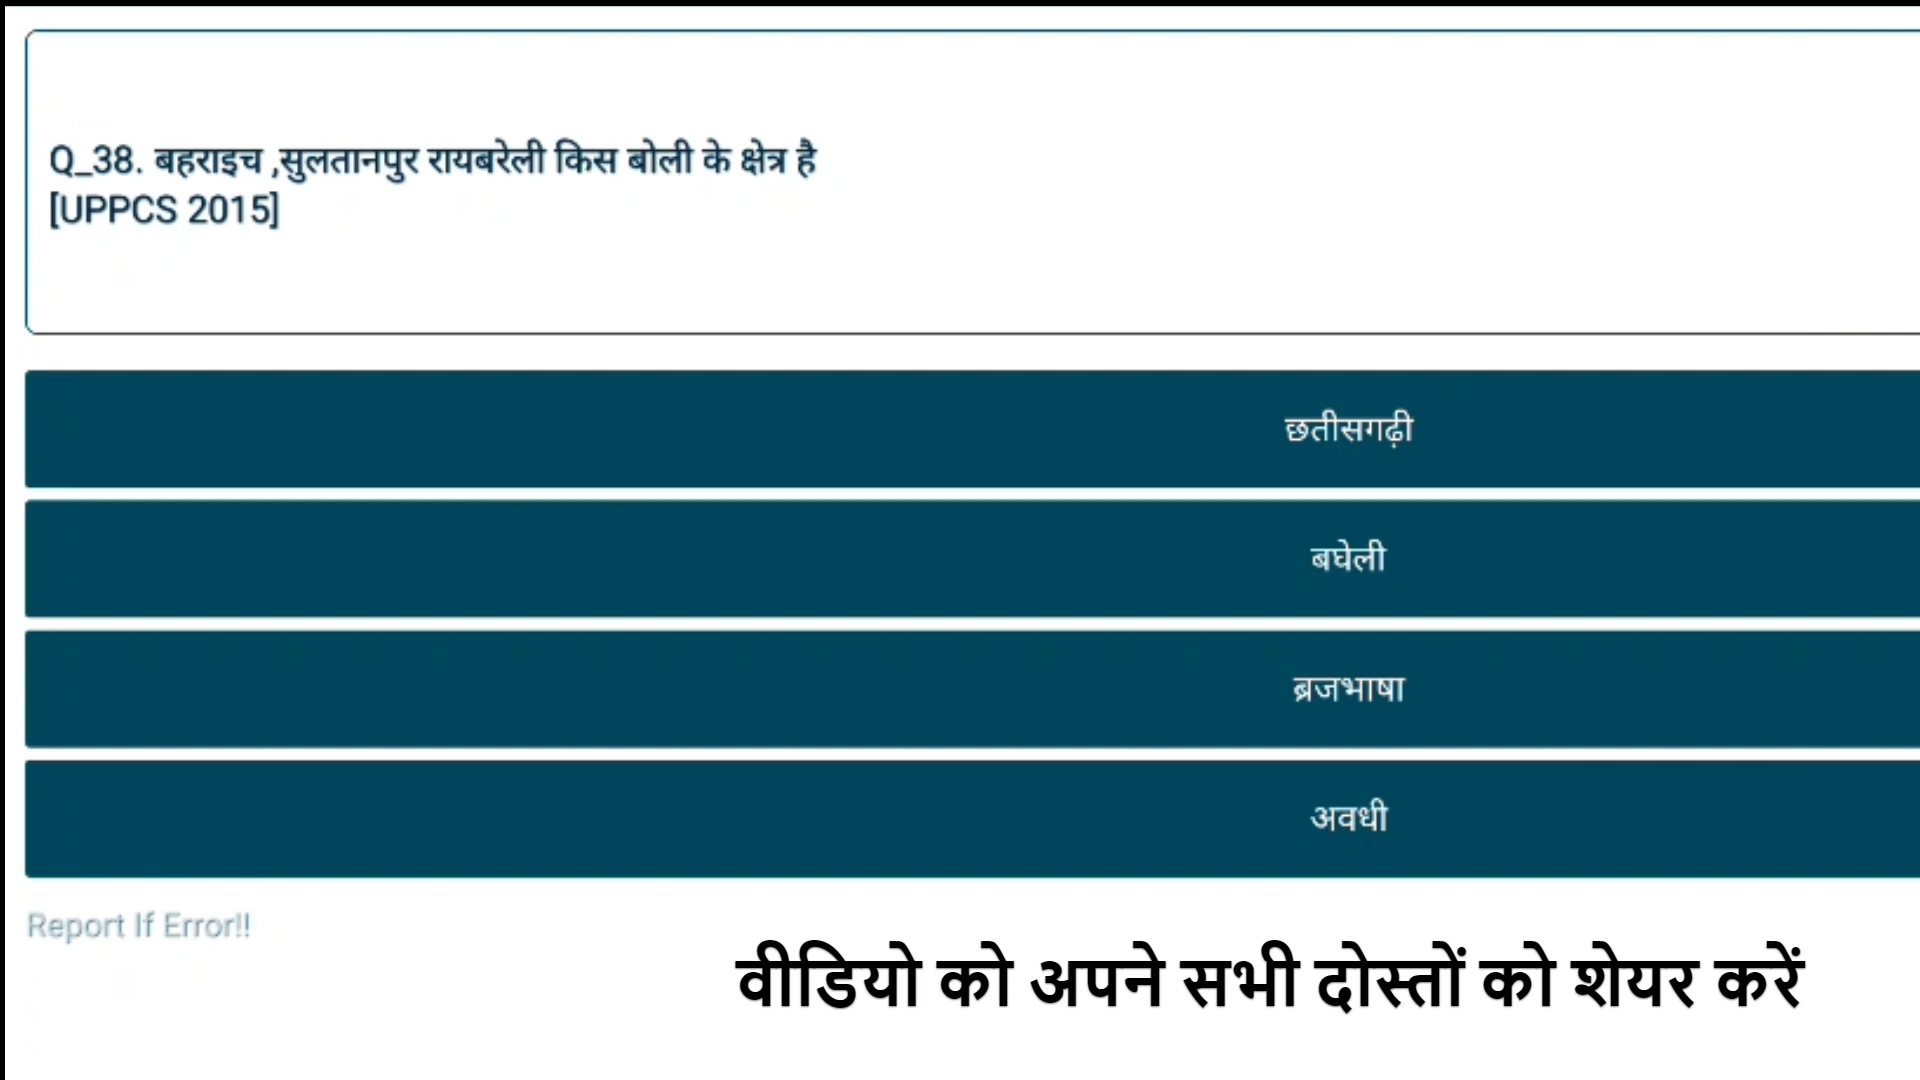 Q_38. बहराइच ,सुलतानपुर रायबरेली किस बोली के क्षेत्र है
[UPPCS 2015]
छतीसगढ़ी
बघेली
ब्रजभाषा
अवधी
Report If Error!!
वीडियो को अपने सभी दोस्तों को शेयर करें